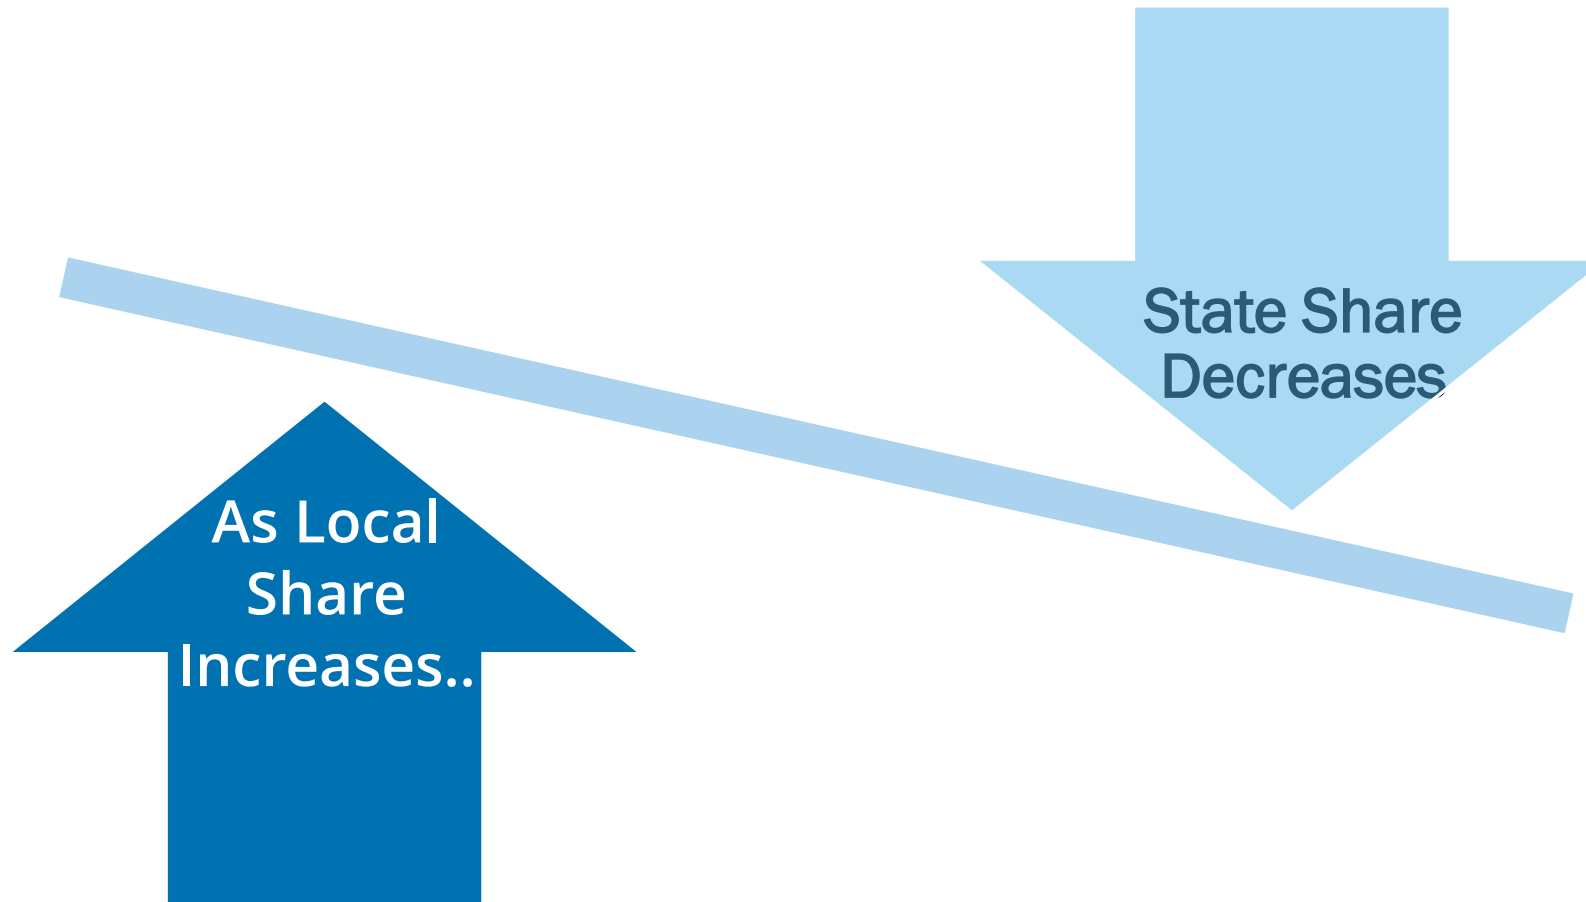 As Local
Share
Increases..
State Share
Decreases